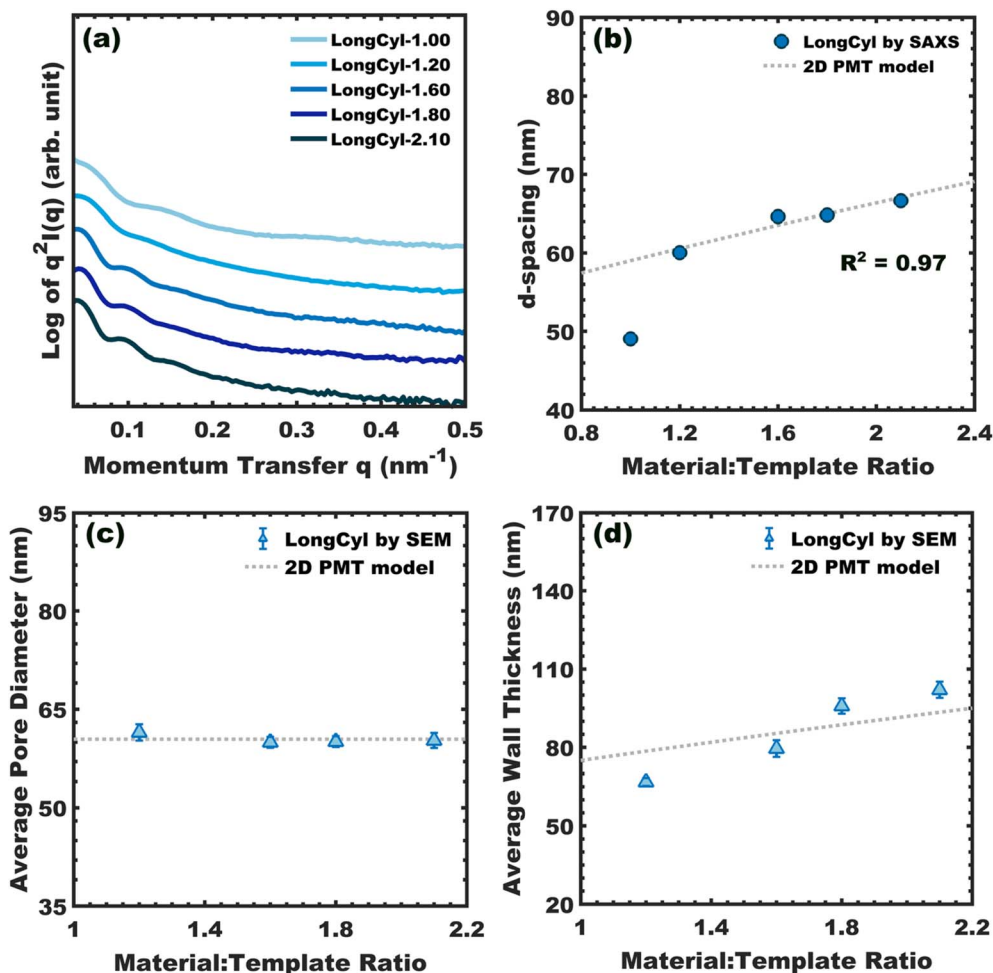 (a)
LongCyl-1.00
LongCyl-1.20
LongCyl-1.60
LongCyl-1.80
LongCyl-2.10
Log of q²I(q) (arb. unit)
0.1 0.2 0.3 0.4 0.5
Momentum Transfer q (nm⁻¹)
(b)
LongCyl by SAXS
2D PMT model
R² = 0.97
d-spacing (nm)
90
80
70
60
50
40
0.8 1.2 1.6 2 2.4
Material:Template Ratio
(c)
LongCyl by SEM
2D PMT model
Average Pore Diameter (nm)
95
80
65
50
35
1 1.4 1.8 2.2
Material:Template Ratio
(d)
LongCyl by SEM
2D PMT model
Average Wall Thickness (nm)
170
140
110
80
50
20
1 1.4 1.8 2.2
Material:Template Ratio